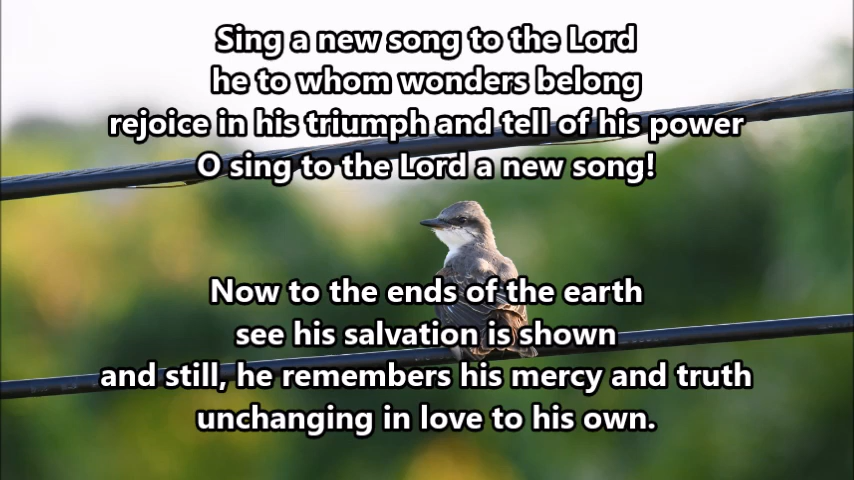 Sing a new song to the Lord
he to whom wonders belong
rejoice in his triumph and tell of his power
O sing to the Lord a new song!
Now to the ends of the earth
see his salvation is shown
and still, he remembers his mercy and truth
unchanging in love to his own.